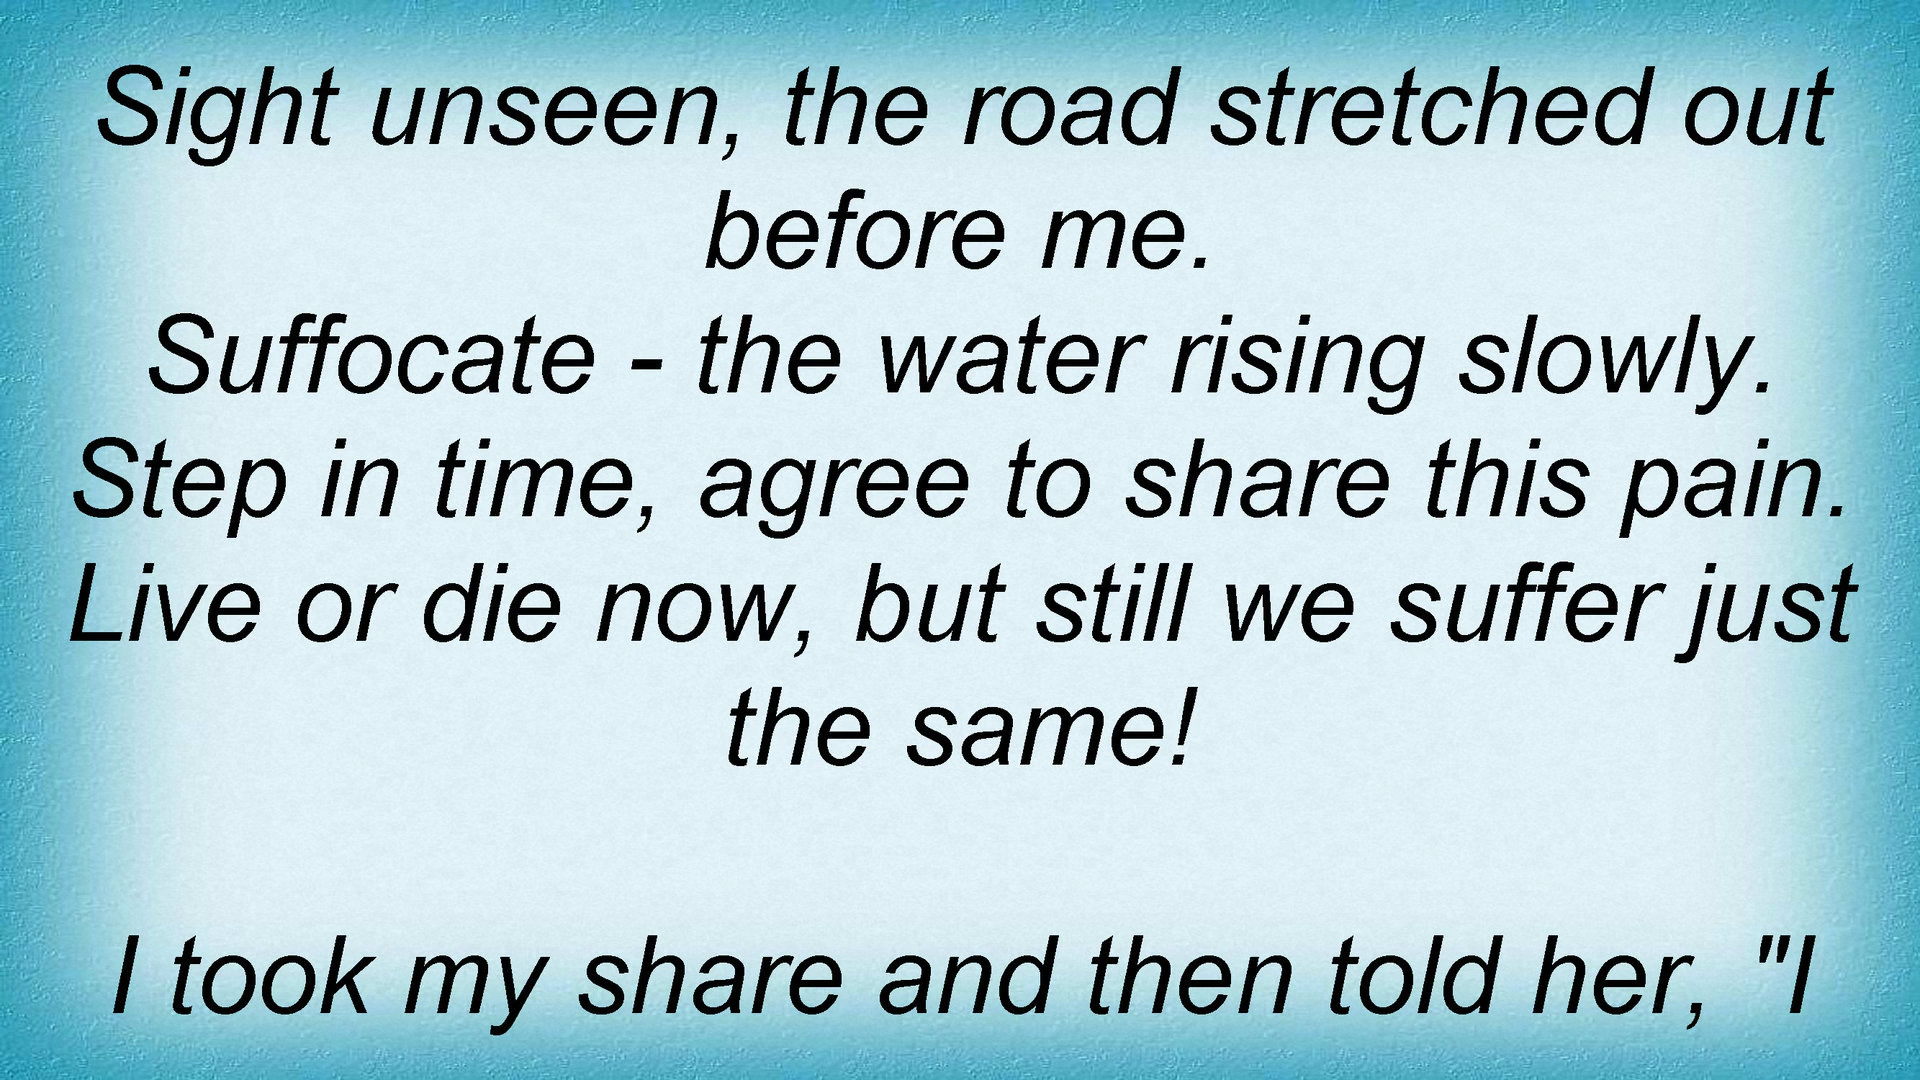 Sight unseen, the road stretched out
before me.
Suffocate - the water rising slowly.
Step in time, agree to share this pain.
Live or die now, but still we suffer just
the same!
I took my share and then told her, "I